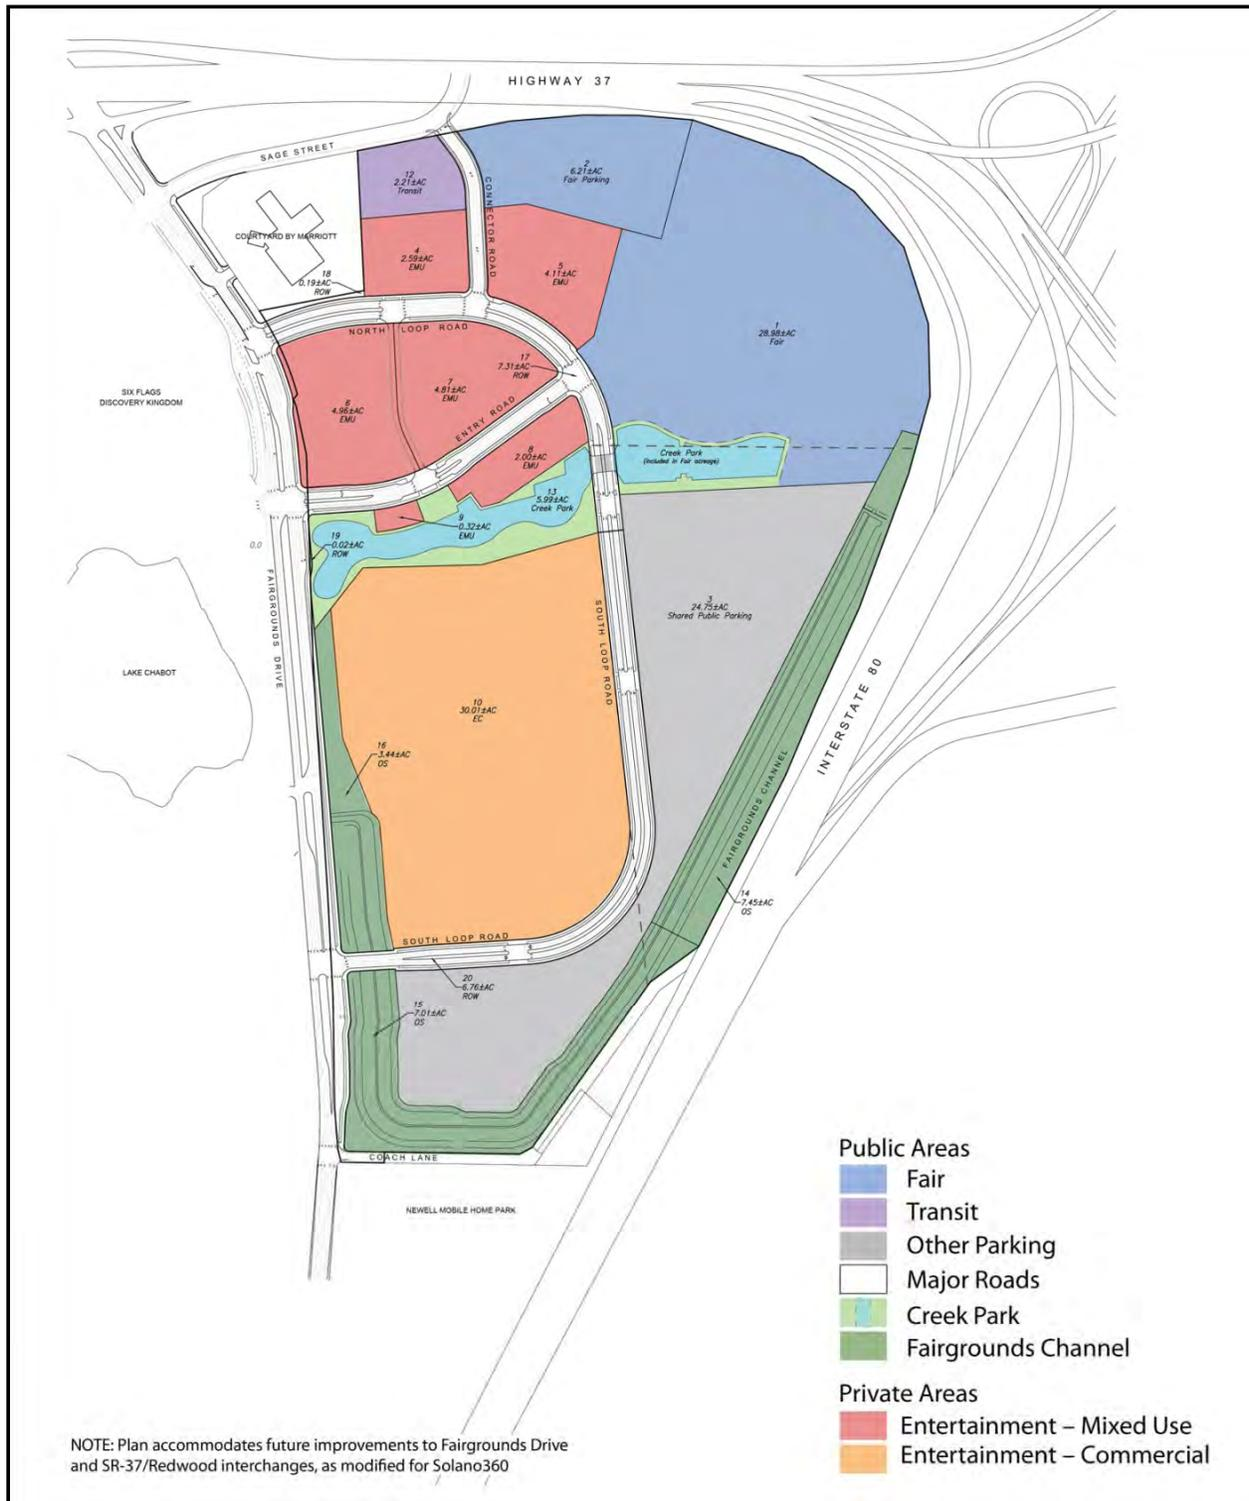 HIGHWAY 37
SAGE STREET
12
2.21±AC
Transit
2
6.21±AC
Fair Parking
CONNECTOR ROAD
COURTYARD BY MARRIOTT
4
2.59±AC
EMU
5
4.11±AC
EMU
18
0.19±AC
ROW
NORTH LOOP ROAD
1
28.98±AC
Fair
17
7.31±AC
ROW
SIX FLAGS
DISCOVERY KINGDOM
6
4.96±AC
EMU
7
4.81±AC
EMU
ENTRY ROAD
8
2.00±AC
EMU
Creek Park
(Included in Fair acreage)
13
5.99±AC
Creek Park
9
0.32±AC
EMU
19
0.02±AC
ROW
0.0
FAIRGROUNDS DRIVE
3
24.75±AC
Shared Public Parking
SOUTH LOOP ROAD
LAKE CHABOT
10
30.01±AC
EC
INTERSTATE 80
16
3.44±AC
OS
FAIRGROUNDS CHANNEL
14
7.45±AC
OS
SOUTH LOOP ROAD
20
6.76±AC
ROW
15
7.01±AC
OS
COACH LANE
NEWELL MOBILE HOME PARK
Public Areas
Fair
Transit
Other Parking
Major Roads
Creek Park
Fairgrounds Channel
Private Areas
Entertainment – Mixed Use
Entertainment – Commercial
NOTE: Plan accommodates future improvements to Fairgrounds Drive
and SR-37/Redwood interchanges, as modified for Solano360